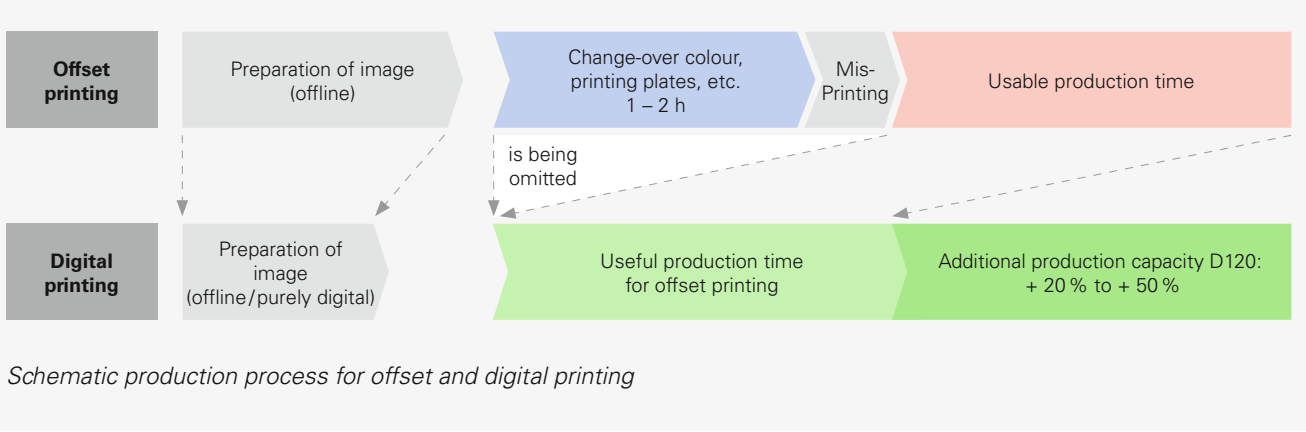 Offset
printing
Preparation of image
(offline)
Change-over colour,
printing plates, etc.
1 – 2 h
Mis-
Printing
Usable production time
is being
omitted
Digital
printing
Preparation of
image
(offline/purely digital)
Useful production time
for offset printing
Additional production capacity D120:
+ 20 % to + 50 %
Schematic production process for offset and digital printing